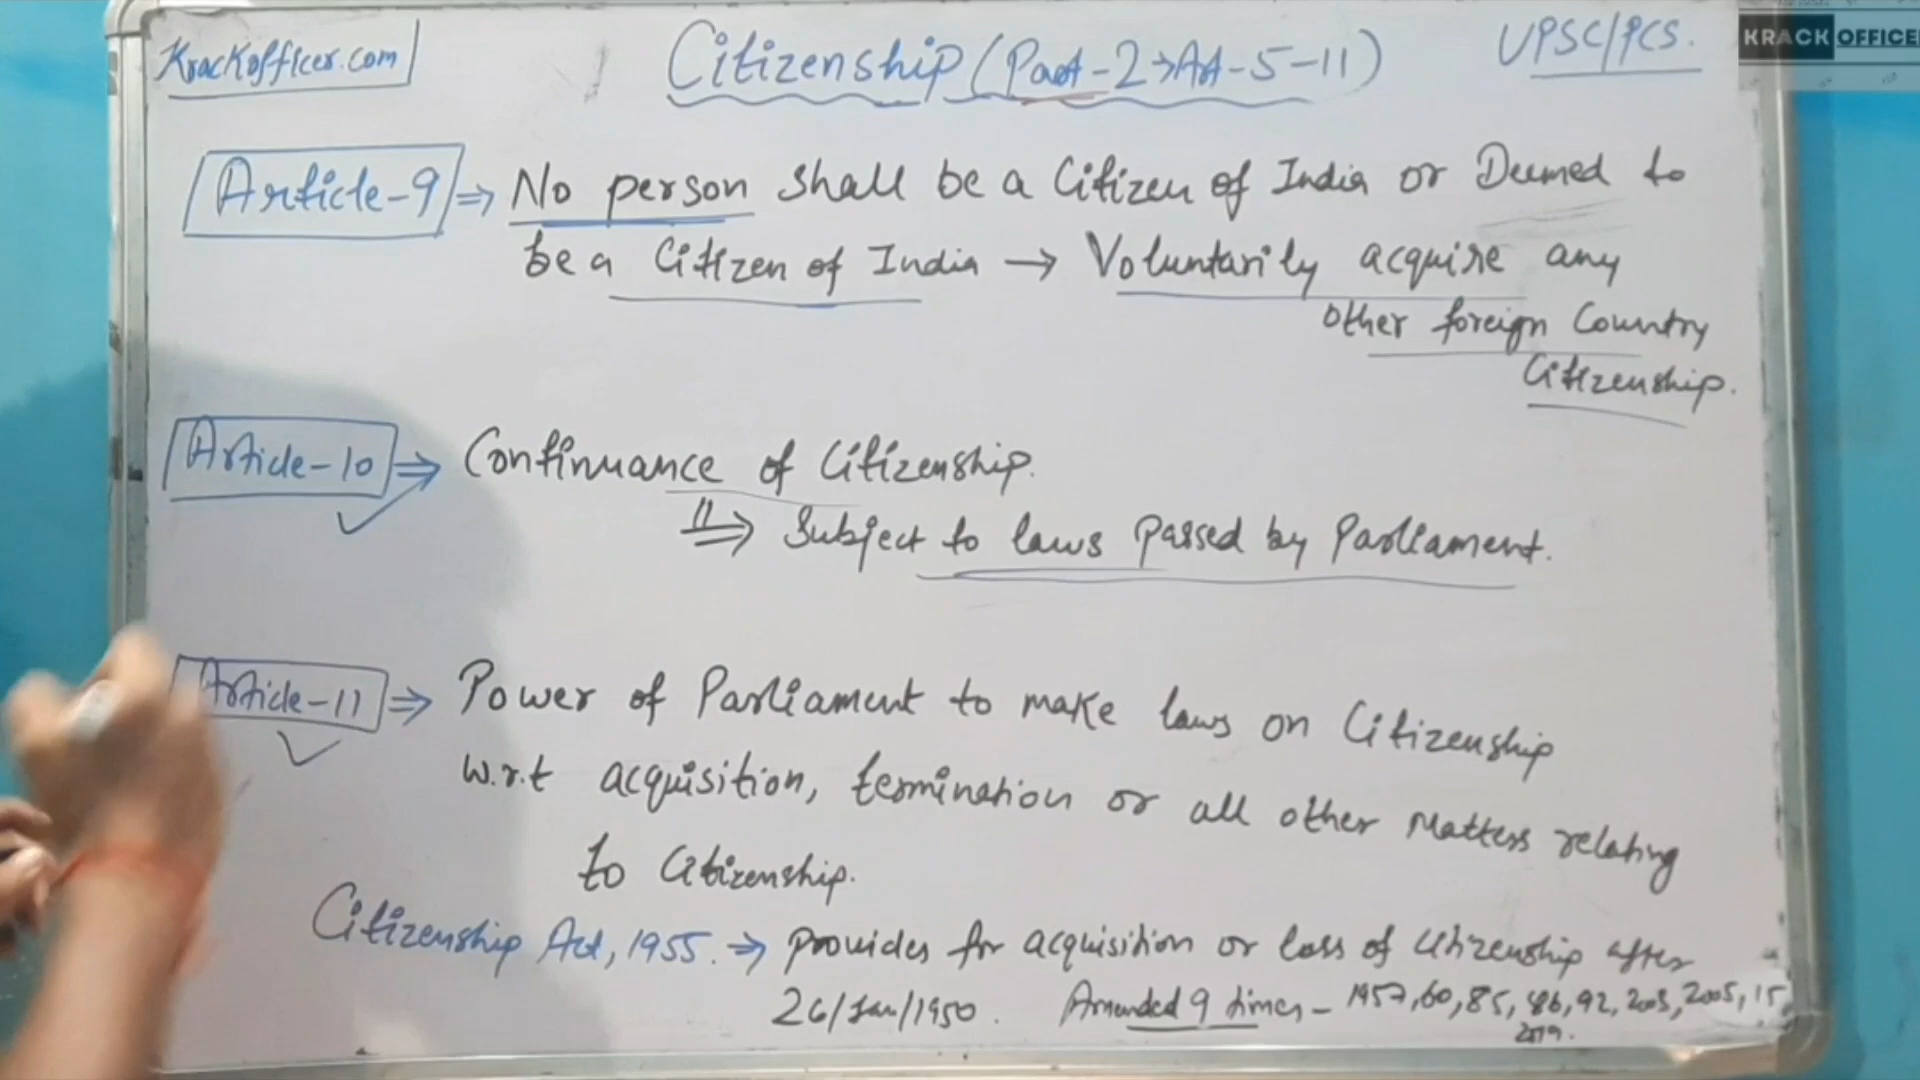 Krackofficer.com
Citizenship (Part-2→Art-5-11)
UPSC/PCS.
KRACK OFFICER
Article-9 ⇒ No person shall be a Citizen of India or Deemed to
be a Citizen of India → Voluntarily acquire any
other foreign Country
Citizenship.
Article-10 ⇒ Continuance of Citizenship.
⇒ Subject to laws passed by Parliament.
Article-11 ⇒ Power of Parliament to make laws on Citizenship
w.r.t acquisition, termination or all other Matters relating
to Citizenship.
Citizenship Act, 1955. ⇒ provides for acquisition or loss of Citizenship after
26/Jan/1950. Amended 9 times - 1957, 60, 85, 86, 92, 2003, 2005, 15,
2019.